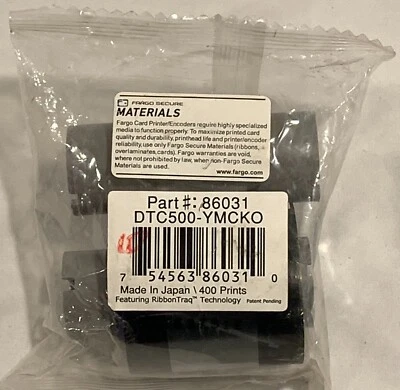 FARGO SECURE
MATERIALS
Fargo Card Printer/Encoders require highly specialized
media to function properly. To maximize printed card
quality and durability, printhead life and printer/encoder
reliability, use only Fargo Secure Materials (ribbons,
overlaminates, cards). Fargo warranties are void,
where not prohibited by law, when non-Fargo Secure
Materials are used.
www.fargo.com
Part #: 86031
DTC500-YMCKO
7 54563 86031 0
Made In Japan \ 400 Prints
Featuring RibbonTraq™ Technology Patent Pending